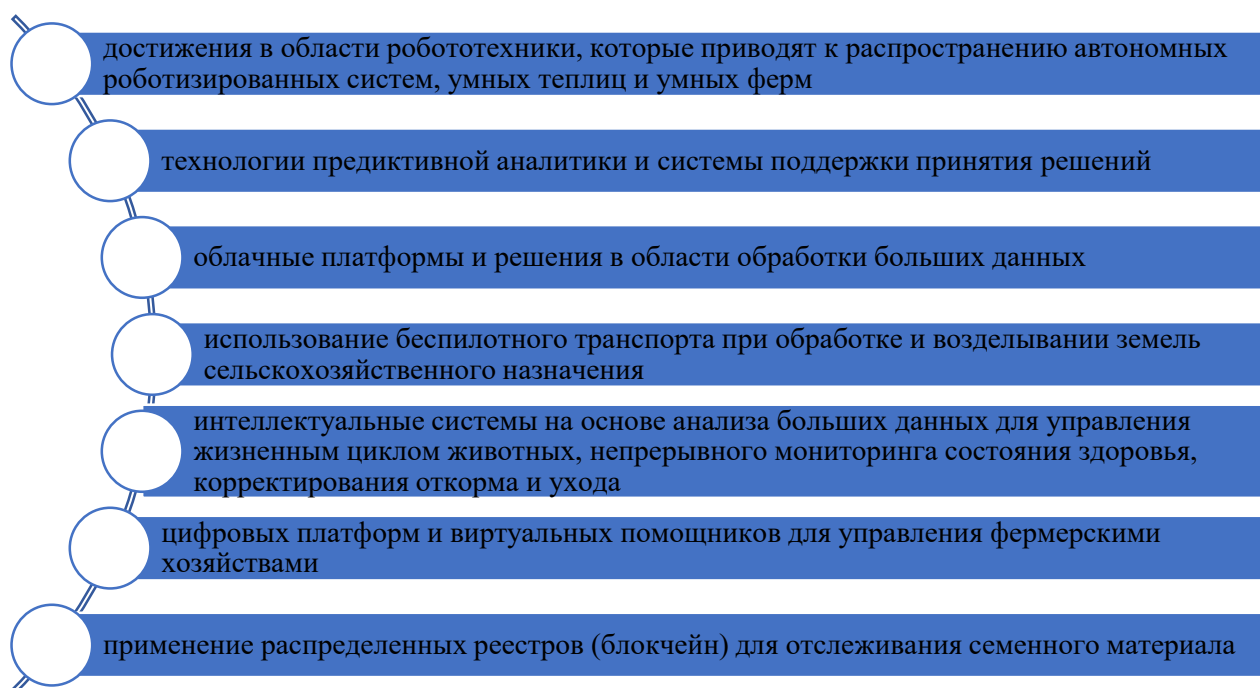 достижения в области робототехники, которые приводят к распространению автономных
роботизированных систем, умных теплиц и умных ферм
технологии предиктивной аналитики и системы поддержки принятия решений
облачные платформы и решения в области обработки больших данных
использование беспилотного транспорта при обработке и возделывании земель
сельскохозяйственного назначения
интеллектуальные системы на основе анализа больших данных для управления
жизненным циклом животных, непрерывного мониторинга состояния здоровья,
корректирования откорма и ухода
цифровых платформ и виртуальных помощников для управления фермерскими
хозяйствами
применение распределенных реестров (блокчейн) для отслеживания семенного материала